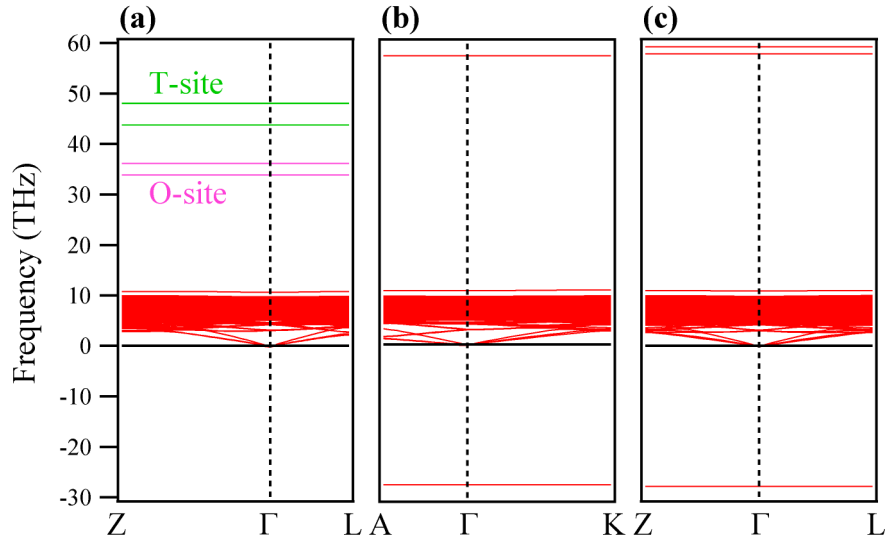 (a) (b) (c)
60
50
40
30
20
10
0
-10
-20
-30
Frequency (THz)
T-site
O-site
Z Γ L
A Γ K
Z Γ L